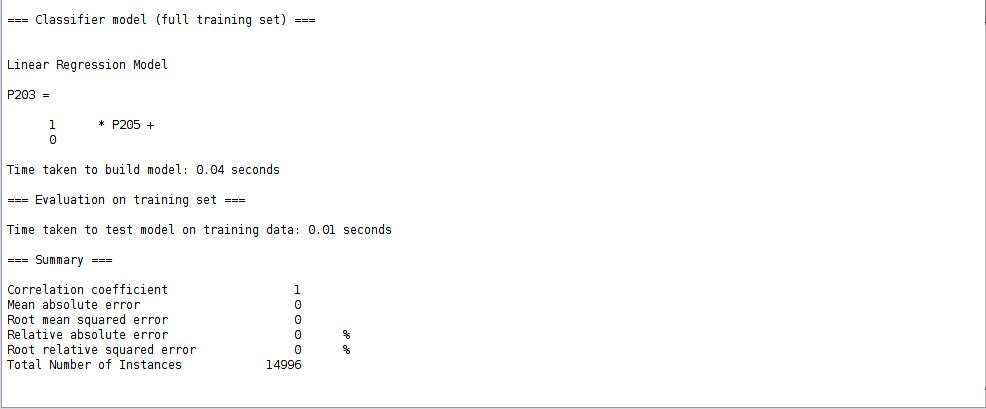 === Classifier model (full training set) ===
Linear Regression Model
P203 =
1 * P205 +
0
Time taken to build model: 0.04 seconds
=== Evaluation on training set ===
Time taken to test model on training data: 0.01 seconds
=== Summary ===
Correlation coefficient 1
Mean absolute error 0
Root mean squared error 0
Relative absolute error 0 %
Root relative squared error 0 %
Total Number of Instances 14996